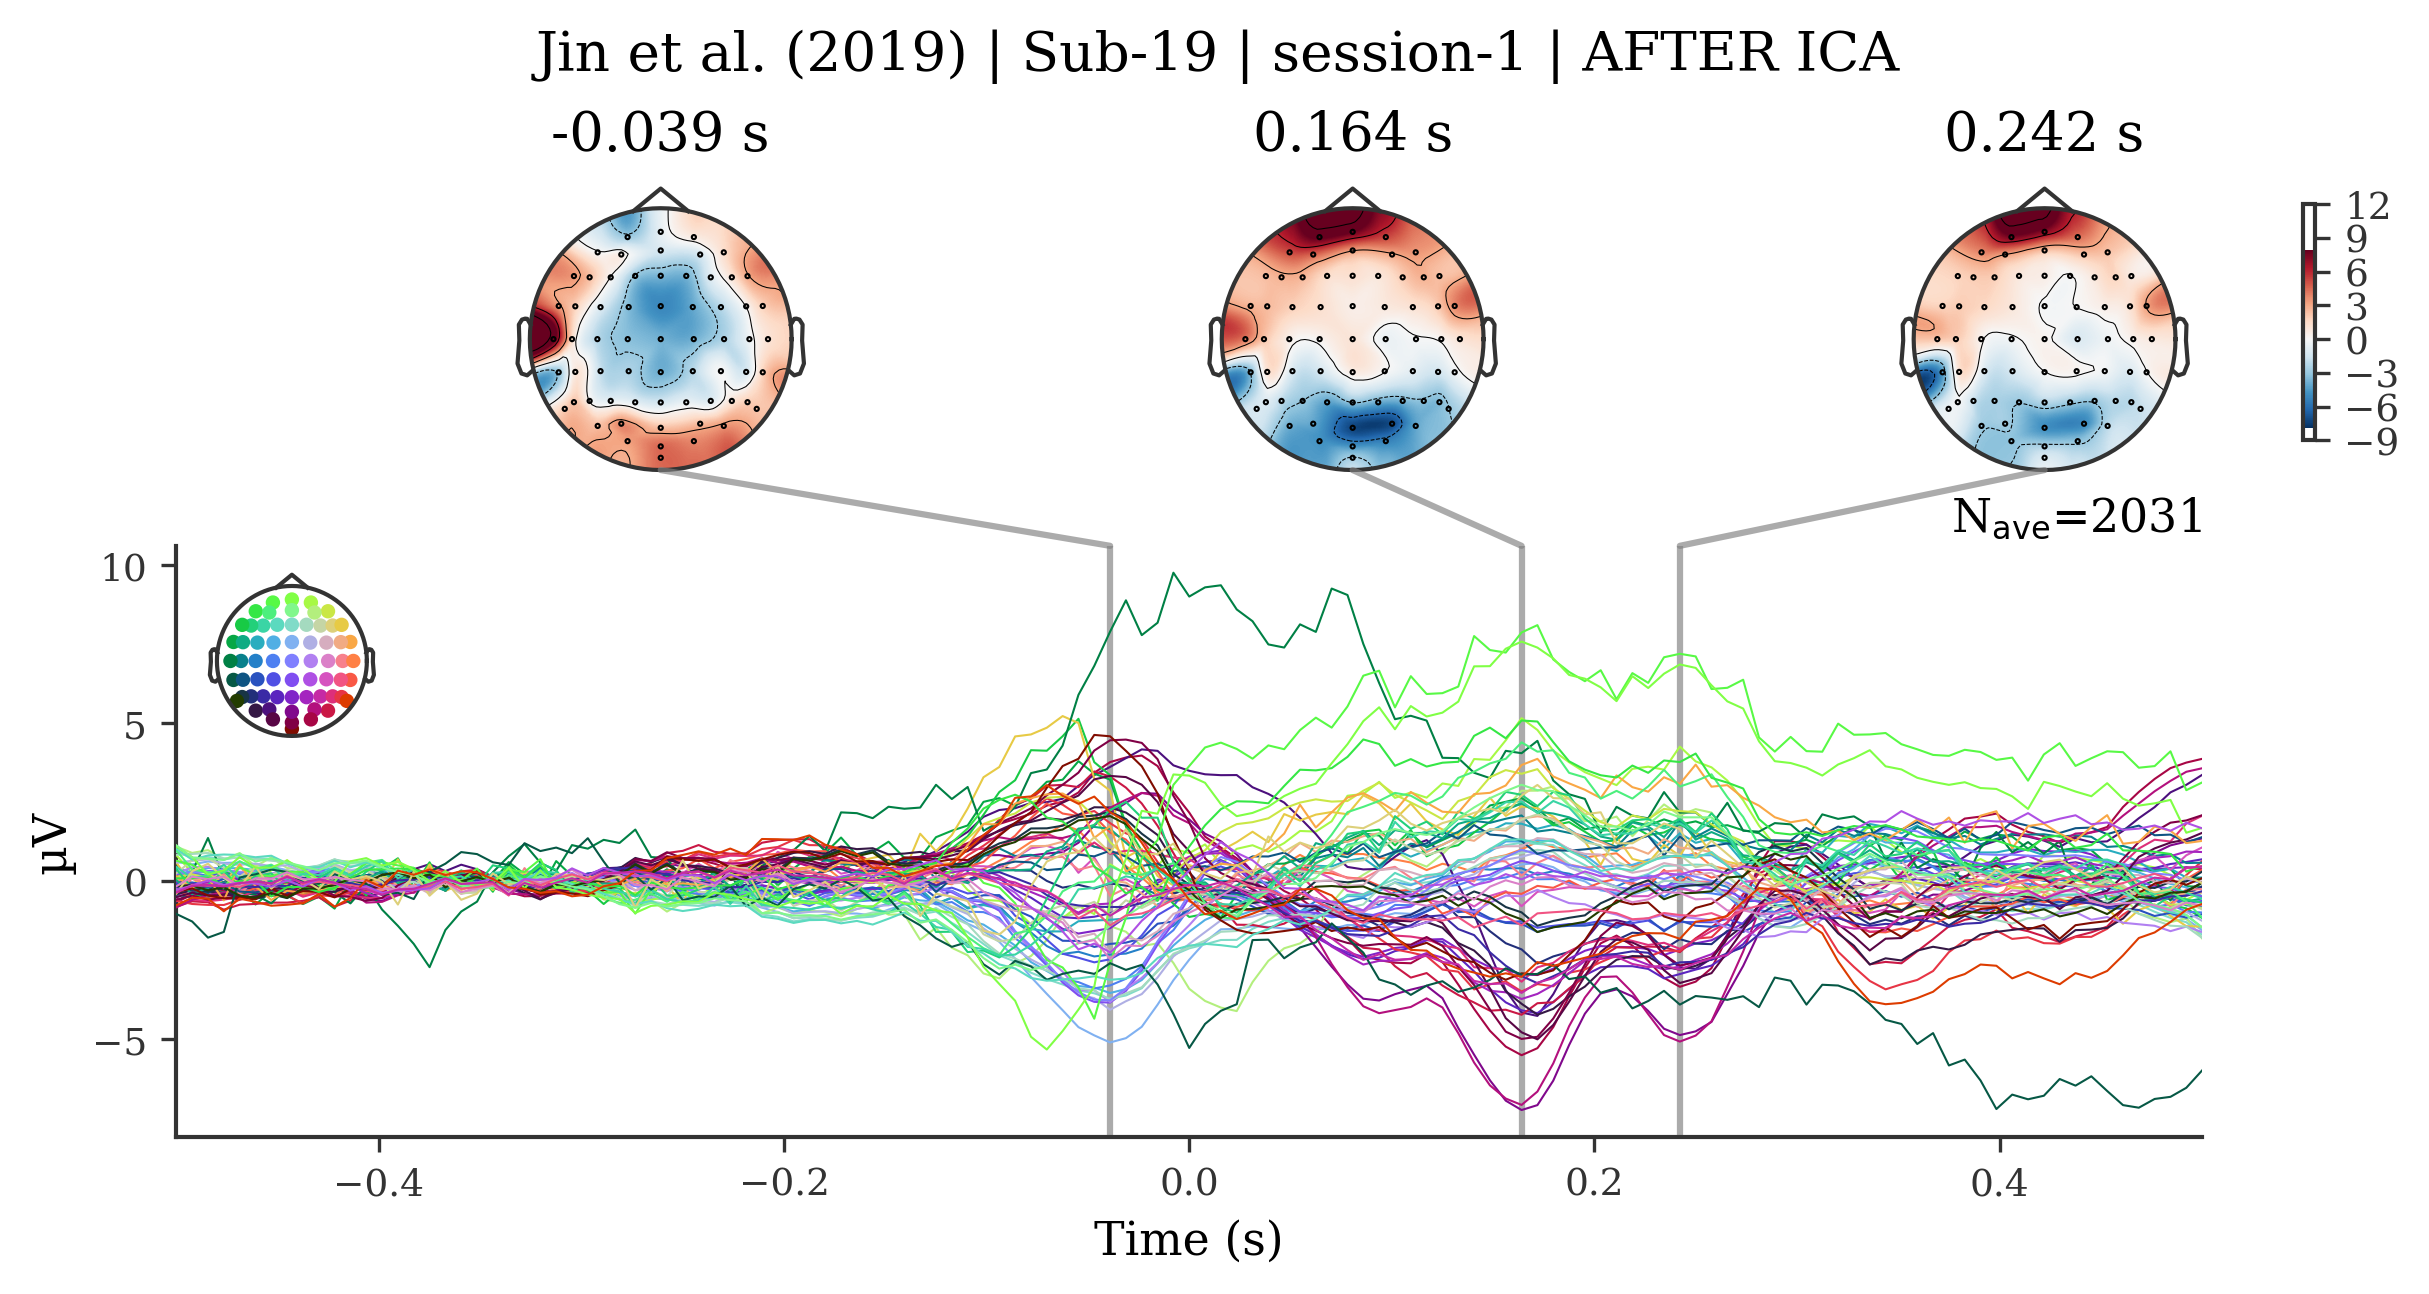 Jin et al. (2019) | Sub-19 | session-1 | AFTER ICA
-0.039 s
0.164 s
0.242 s
12
9
6
3
0
−3
−6
−9
Nave=2031
10
5
0
−5
µV
−0.4
−0.2
0.0
0.2
0.4
Time (s)